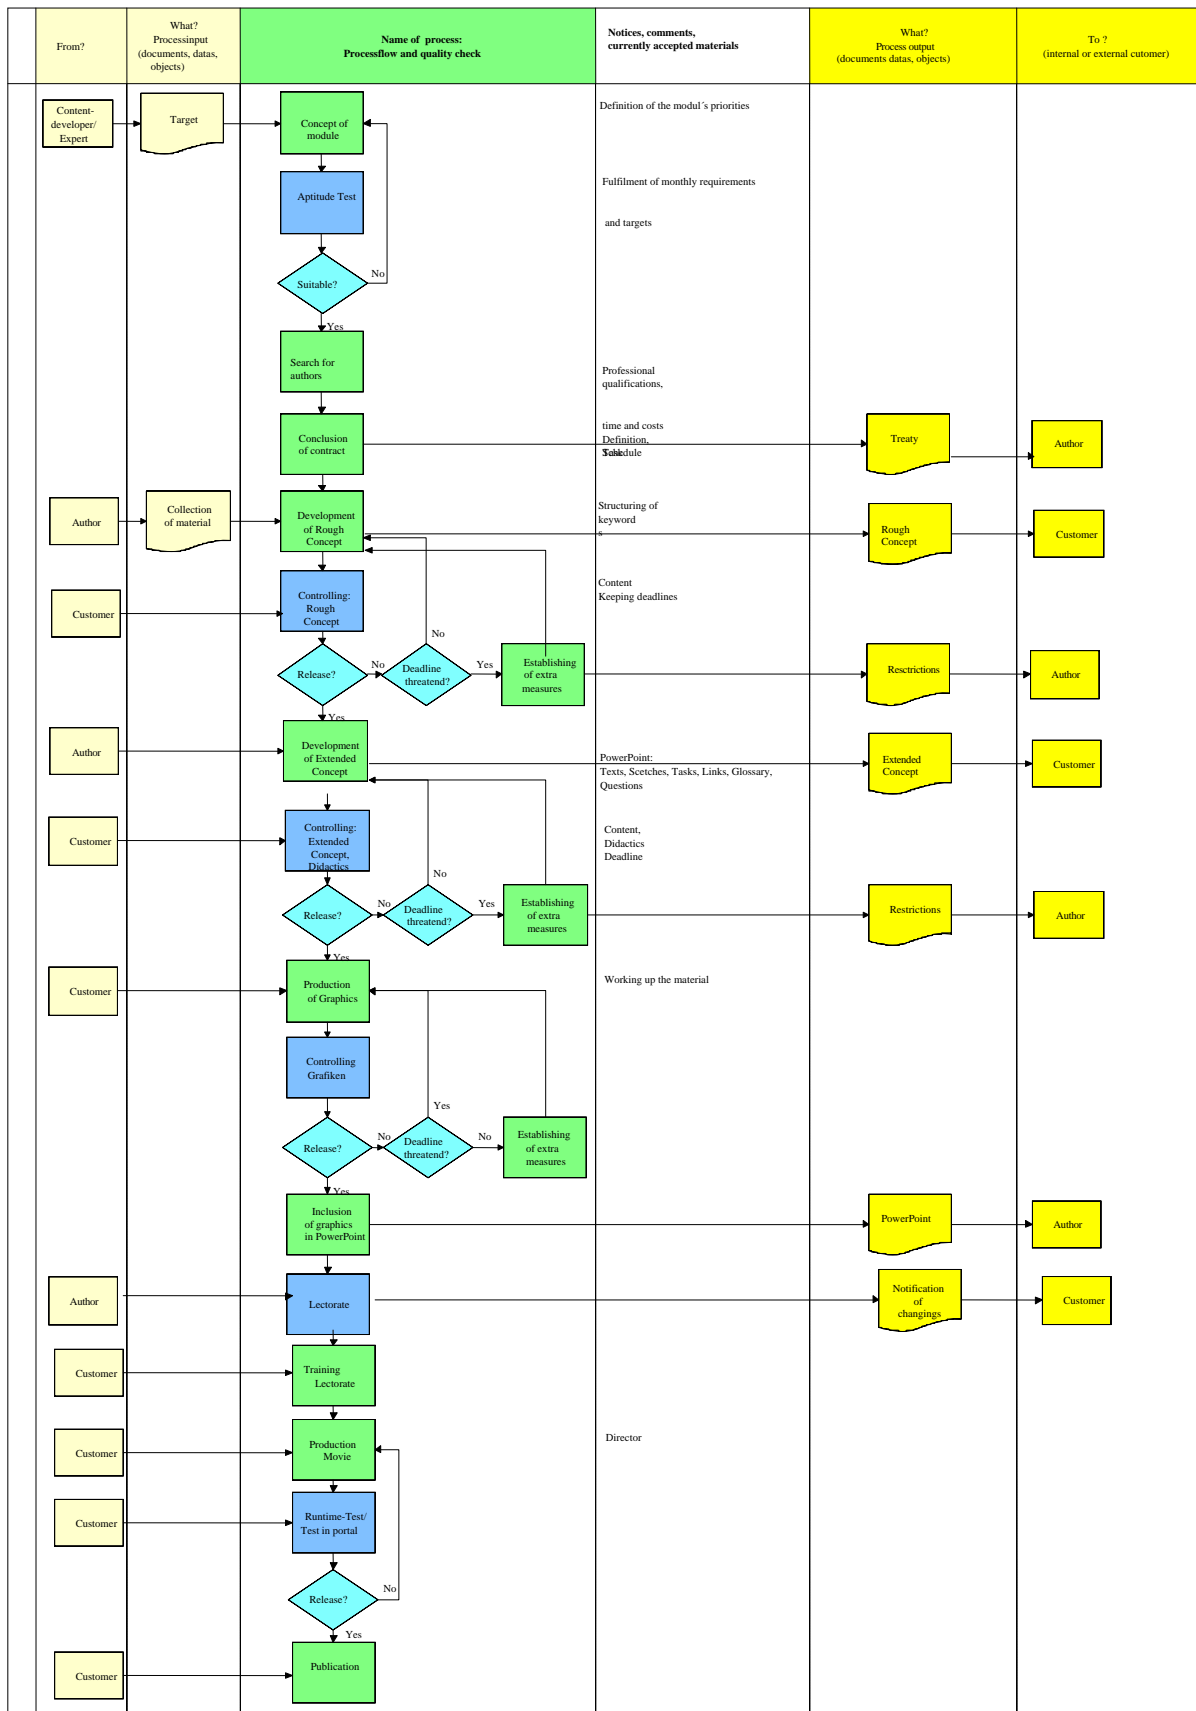 From?
What?
Processinput
(documents, datas,
objects)
Name of process:
Processflow and quality check
Notices, comments,
currently accepted materials
What?
Process output
(documents datas, objects)
To ?
(internal or external cutomer)
Content-
developer/
Expert
Target
Concept of
module
Definition of the modul´s priorities
Aptitude Test
Fulfilment of monthly requirements
and targets
Suitable?
No
Yes
Search for
authors
Professional
qualifications,
Conclusion
of contract
time and costs
Definition,
Schedule
Treaty
Author
Author
Collection
of material
Development
of Rough
Concept
Structuring of
keyword
s
Rough
Concept
Customer
Customer
Controlling:
Rough
Concept
Content
Keeping deadlines
No
Release?
No
Deadline
threatend?
Yes
Establishing
of extra
measures
Resctrictions
Author
Yes
Author
Development
of Extended
Concept
PowerPoint:
Texts, Scetches, Tasks, Links, Glossary,
Questions
Extended
Concept
Customer
Customer
Controlling:
Extended
Concept,
Didactics
Content,
Didactics
Deadline
No
Release?
No
Deadline
threatend?
Yes
Establishing
of extra
measures
Restrictions
Author
Yes
Customer
Production
of Graphics
Working up the material
Controlling
Grafiken
Yes
Release?
No
Deadline
threatend?
No
Establishing
of extra
measures
Yes
Inclusion
of graphics
in PowerPoint
PowerPoint
Author
Author
Lectorate
Notification
of
changings
Customer
Customer
Training
Lectorate
Customer
Production
Movie
Director
Customer
Runtime-Test/
Test in portal
Release?
No
Yes
Customer
Publication